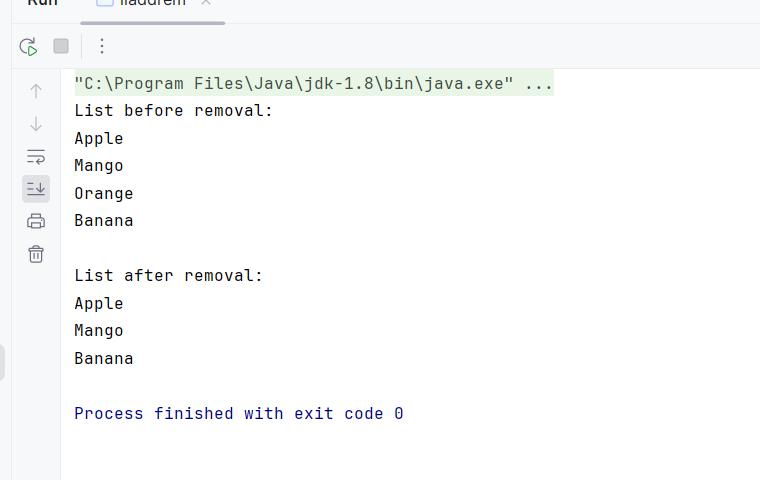 Run
lladdrem
"C:\Program Files\Java\jdk-1.8\bin\java.exe" ...
List before removal:
Apple
Mango
Orange
Banana
List after removal:
Apple
Mango
Banana
Process finished with exit code 0